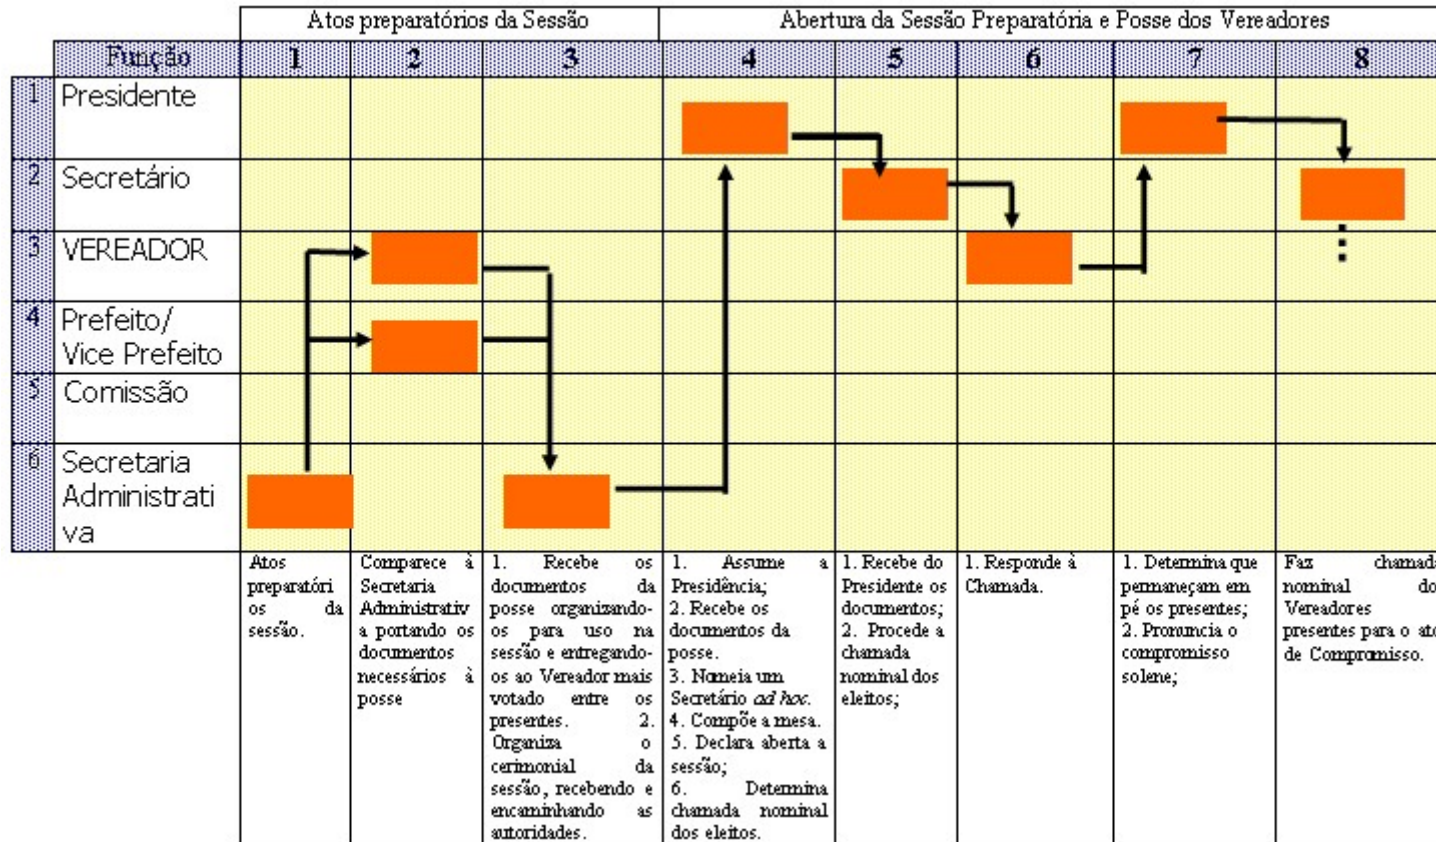 Atos preparatórios da Sessão
Abertura da Sessão Preparatória e Posse dos Vereadores
Função 1 2 3 4 5 6 7 8
1 Presidente
2 Secretário
3 VEREADOR
4 Prefeito/
Vice Prefeito
5 Comissão
6 Secretaria
Administrati
va
Atos
preparatóri
os da
sessão.
Comparece à
Secretaria
Administrativ
a portando os
documentos
necessários à
posse
1. Recebe os
documentos da
posse organizando-
os para uso na
sessão e entregando-
os ao Vereador mais
votado entre os
presentes. 2.
Organiza o
cerimonial da
sessão, recebendo e
encaminhando as
autoridades.
1. Assume a
Presidência;
2. Recebe os
documentos da
posse.
3. Nomeia um
Secretário ad hoc.
4. Compõe a mesa.
5. Declara aberta a
sessão;
6. Determina
chamada nominal
dos eleitos.
1. Recebe do
Presidente os
documentos;
2. Procede a
chamada
nominal dos
eleitos;
1. Responde à
Chamada.
1. Determina que
permaneçam em
pé os presentes;
2. Pronuncia o
compromisso
solene;
Faz chamada
nominal do
Vereadores
presentes para o ato
de Compromisso.